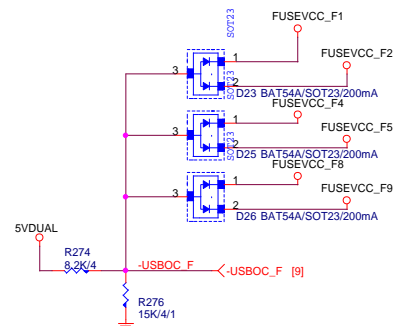 SOT23
FUSEVCC_F1
1
3
FUSEVCC_F2
2
D23 BAT54A/SOT23/200mA
SOT23
FUSEVCC_F4
1
3
FUSEVCC_F5
2
D25 BAT54A/SOT23/200mA
SOT23
FUSEVCC_F8
1
3
FUSEVCC_F9
2
D26 BAT54A/SOT23/200mA
5VDUAL
R274
8.2K/4
-USBOC_F
-USBOC_F [9]
R276
15K/4/1